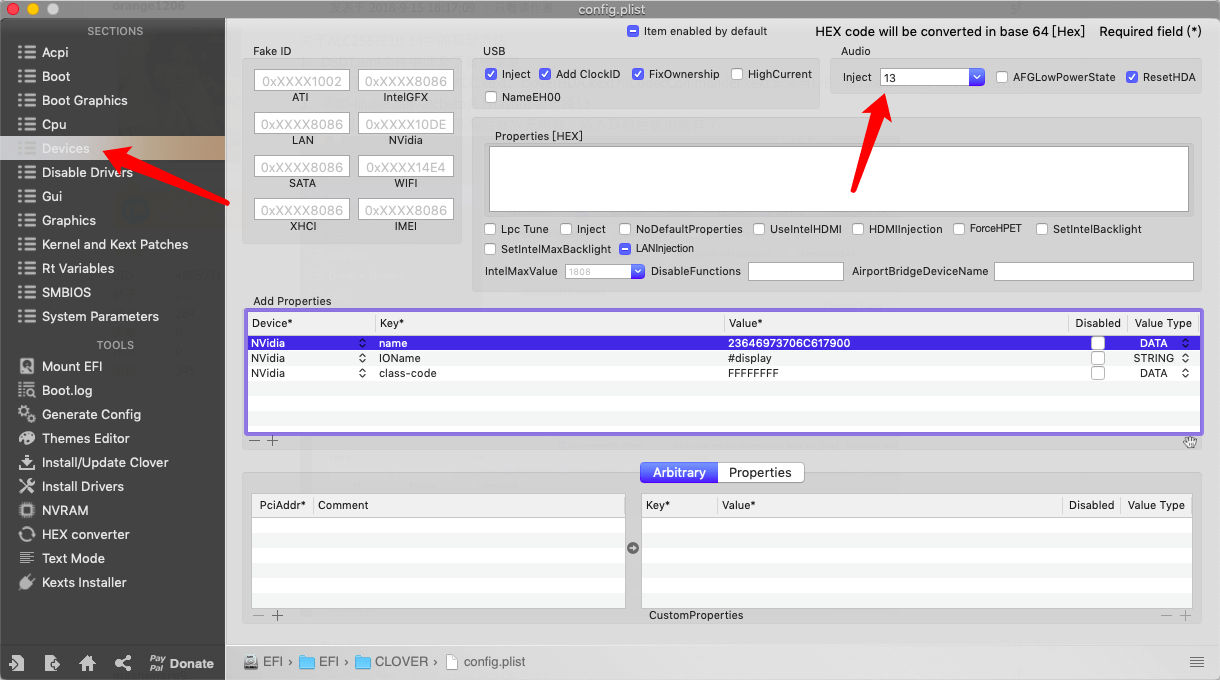 orange1206
config.plist
SECTIONS
Acpi
Boot
Boot Graphics
Cpu
Devices
Disable Drivers
Gui
Graphics
Kernel and Kext Patches
Rt Variables
SMBIOS
System Parameters
TOOLS
Mount EFI
Boot.log
Generate Config
Themes Editor
Install/Update Clover
Install Drivers
NVRAM
HEX converter
Text Mode
Kexts Installer
Pay
Pal
Donate
Item enabled by default
HEX code will be converted in base 64 [Hex] Required field (*)
Fake ID
0xXXXX1002 0xXXXX8086
ATI IntelGFX
0xXXXX8086 0xXXXX10DE
LAN NVidia
0xXXXX8086 0xXXXX14E4
SATA WIFI
0xXXXX8086 0xXXXX8086
XHCI IMEI
USB
Inject Add ClockID FixOwnership HighCurrent
NameEH00
Audio
Inject 13 AFGLowPowerState ResetHDA
Properties [HEX]
Lpc Tune Inject NoDefaultProperties UseIntelHDMI HDMIInjection ForceHPET SetIntelBacklight
SetIntelMaxBacklight LANInjection
IntelMaxValue 1808 DisableFunctions AirportBridgeDeviceName
Add Properties
Device* Key* Value* Disabled Value Type
NVidia name 23646973706C617900 DATA
NVidia IOName #display STRING
NVidia class-code FFFFFFFF DATA
Arbitrary Properties
PciAddr* Comment
Key* Value* Disabled Value Type
CustomProperties
EFI › EFI › CLOVER › config.plist